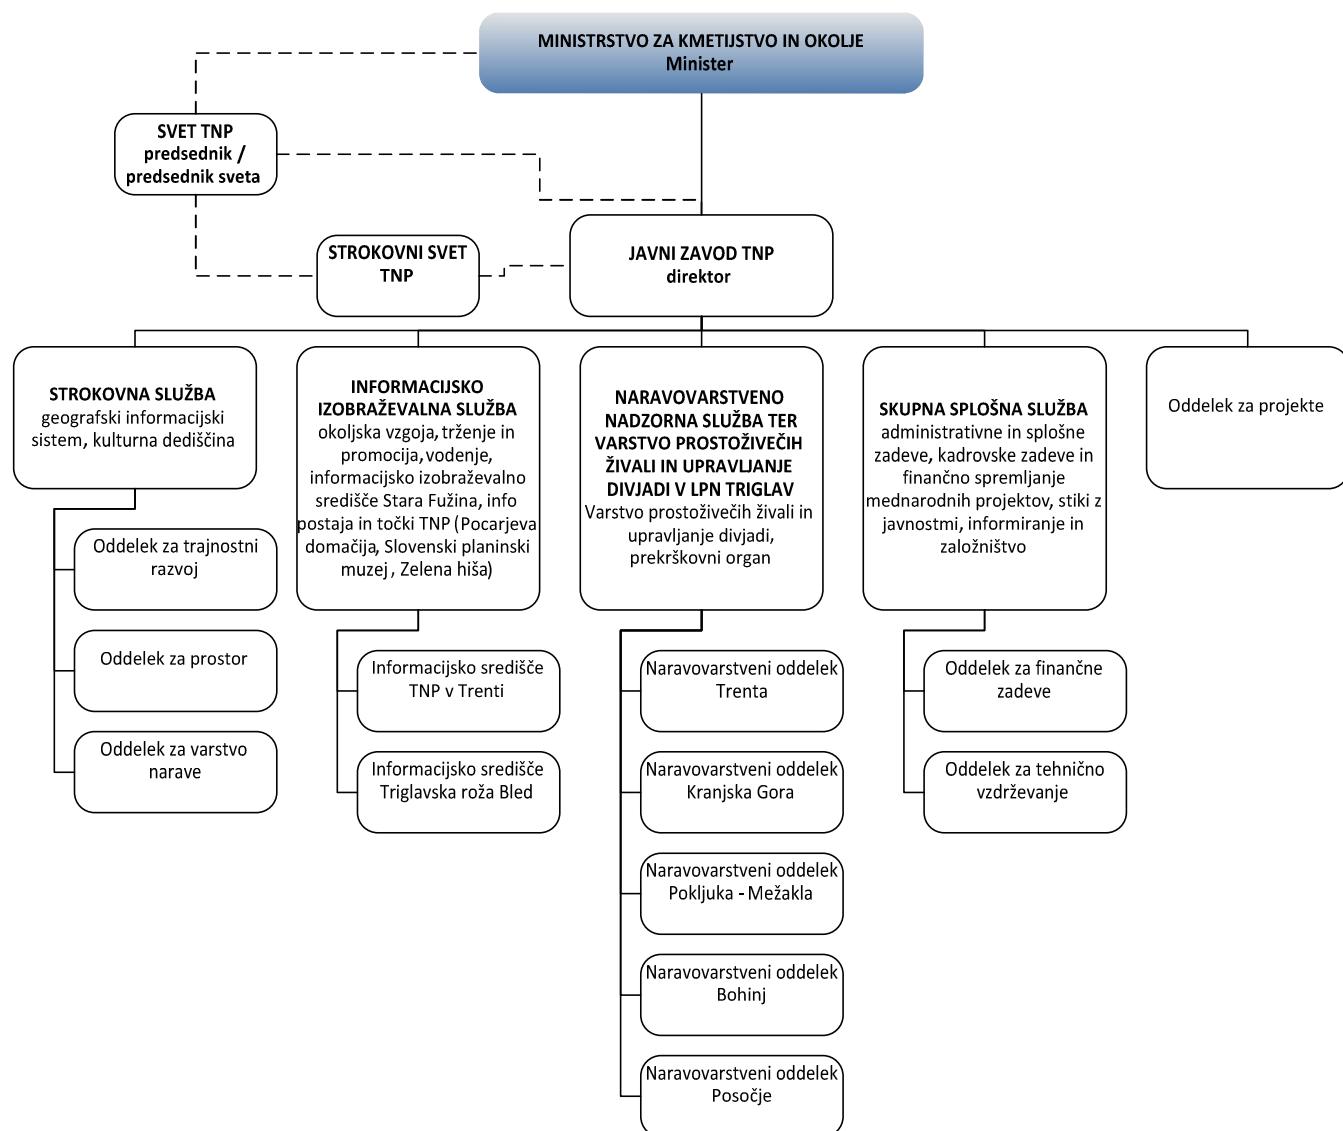 MINISTRSTVO ZA KMETIJSTVO IN OKOLJE
Minister
SVET TNP
predsednik /
predsednik sveta
STROKOVNI SVET
TNP
JAVNI ZAVOD TNP
direktor
STROKOVNA SLUŽBA
geografski informacijski
sistem, kulturna dediščina
Oddelek za trajnostni
razvoj
Oddelek za prostor
Oddelek za varstvo
narave
INFORMACIJSKO
IZOBRAŽEVALNA SLUŽBA
okoljska vzgoja, trženje in
promocija, vodenje,
informacijsko izobraževalno
središče Stara Fužina, info
postaja in točki TNP (Pocarjeva
domačija, Slovenski planinski
muzej , Zelena hiša)
Informacijsko središče
TNP v Trenti
Informacijsko središče
Triglavska roža Bled
NARAVOVARSTVENO
NADZORNA SLUŽBA TER
VARSTVO PROSTOŽIVEČIH
ŽIVALI IN UPRAVLJANJE
DIVJADI V LPN TRIGLAV
Varstvo prostoživečih živali in
upravljanje divjadi,
prekrškovni organ
Naravovarstveni oddelek
Trenta
Naravovarstveni oddelek
Kranjska Gora
Naravovarstveni oddelek
Pokljuka - Mežakla
Naravovarstveni oddelek
Bohinj
Naravovarstveni oddelek
Posočje
SKUPNA SPLOŠNA SLUŽBA
administrativne in splošne
zadeve, kadrovske zadeve in
finančno spremljanje
mednarodnih projektov, stiki z
javnostmi, informiranje in
založništvo
Oddelek za finančne
zadeve
Oddelek za tehnično
vzdrževanje
Oddelek za projekte